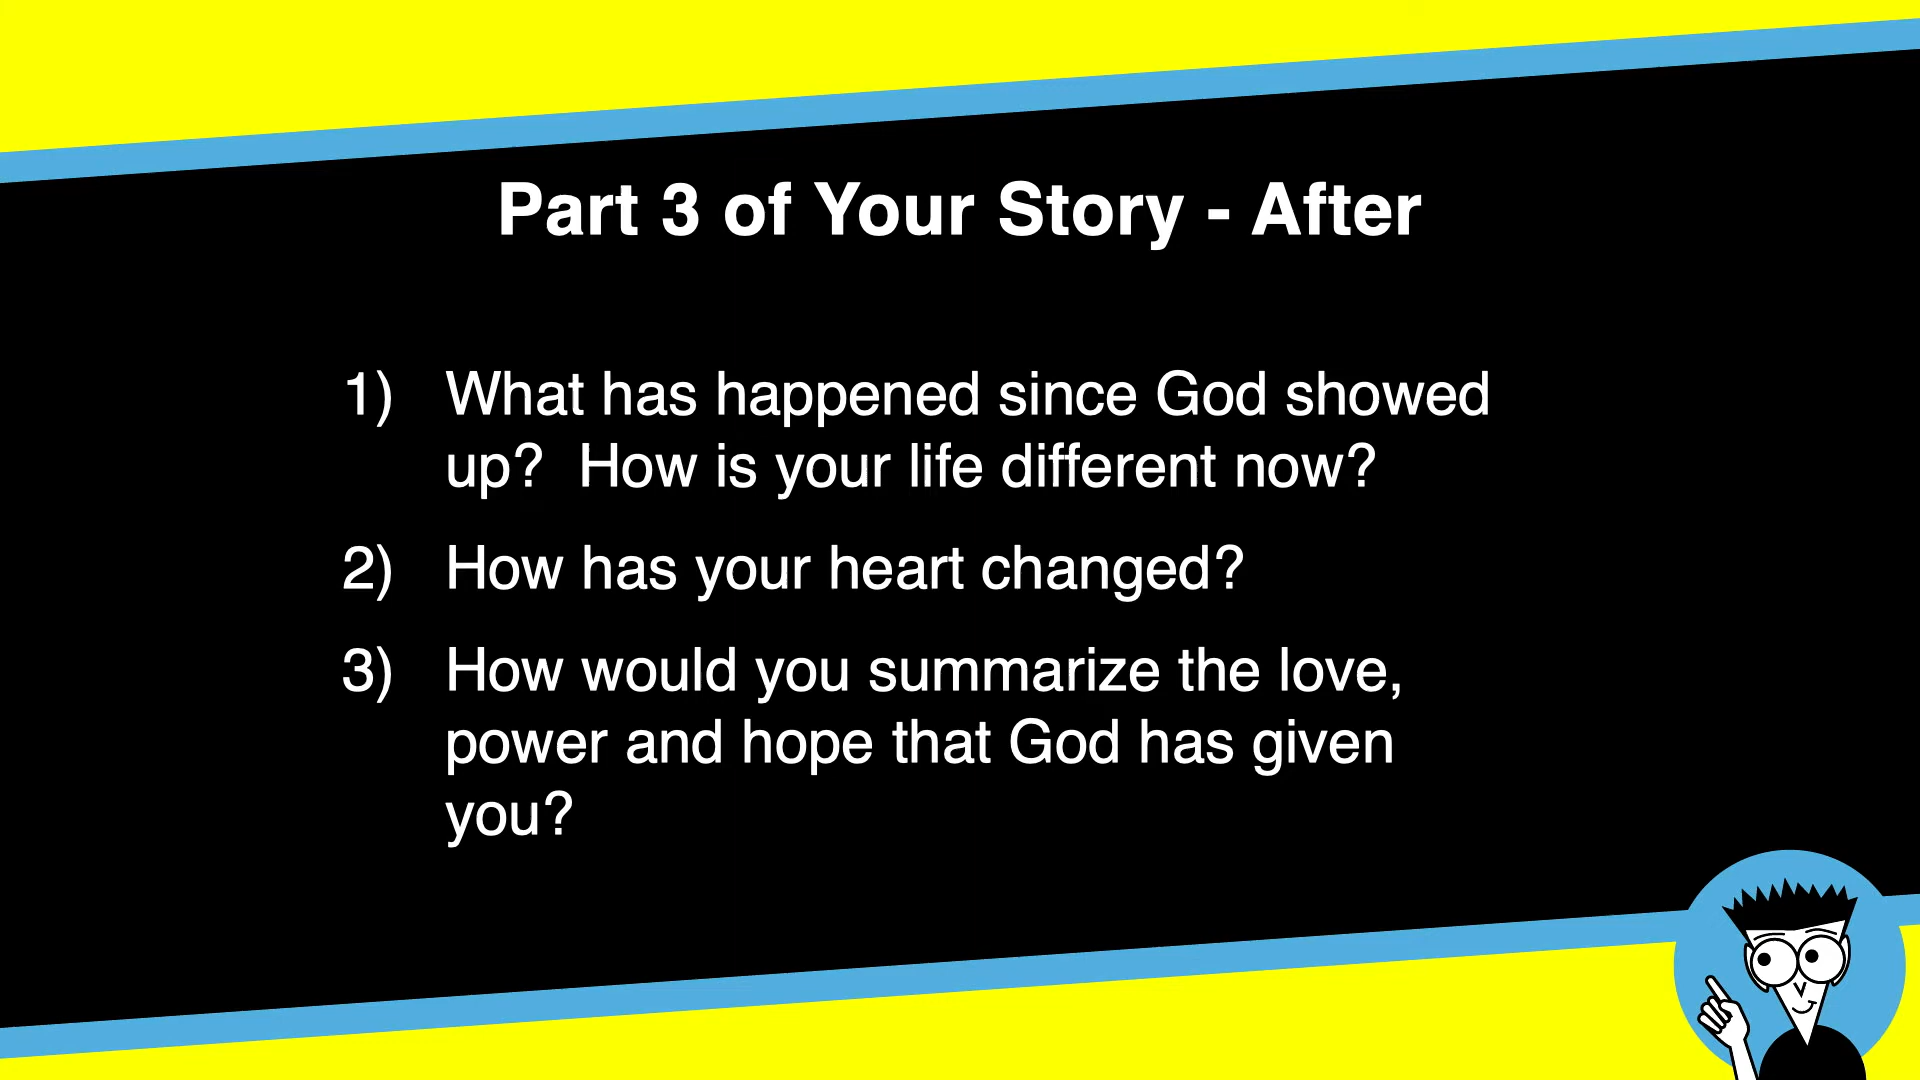 Part 3 of Your Story - After
1) What has happened since God showed
up?  How is your life different now?
2) How has your heart changed?
3) How would you summarize the love,
power and hope that God has given
you?